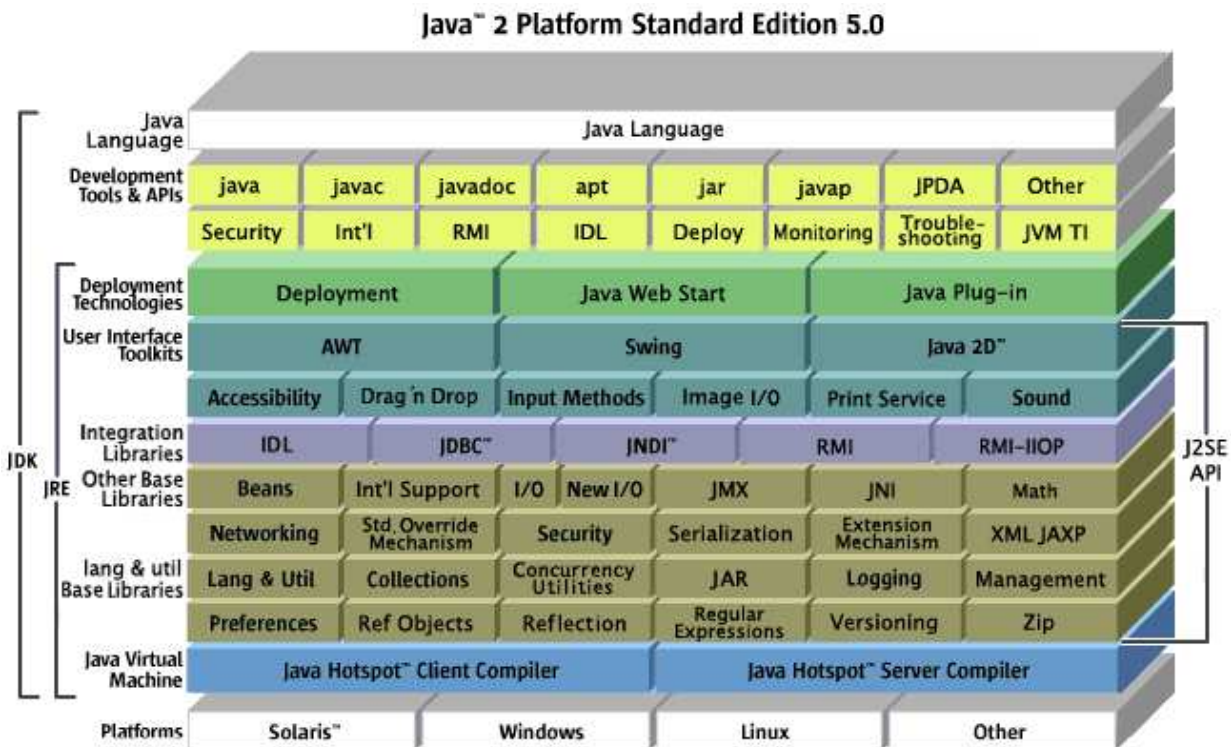 Java™ 2 Platform Standard Edition 5.0
Java
Language
Java Language
Development
Tools & APIs
java javac javadoc apt jar javap JPDA Other
Security Int'l RMI IDL Deploy Monitoring Trouble-
shooting JVM TI
Deployment
Technologies
Deployment Java Web Start Java Plug-in
User Interface
Toolkits
AWT Swing Java 2D™
Accessibility Drag 'n Drop Input Methods Image I/O Print Service Sound
Integration
Libraries
IDL JDBC™ JNDI™ RMI RMI-IIOP
JDK
JRE
J2SE
API
Other Base
Libraries
Beans Int'l Support I/O New I/O JMX JNI Math
Networking Std. Override
Mechanism Security Serialization Extension
Mechanism XML JAXP
lang & util
Base Libraries
Lang & Util Collections Concurrency
Utilities JAR Logging Management
Preferences Ref Objects Reflection Regular
Expressions Versioning Zip
Java Virtual
Machine
Java Hotspot™ Client Compiler Java Hotspot™ Server Compiler
Platforms
Solaris™ Windows Linux Other